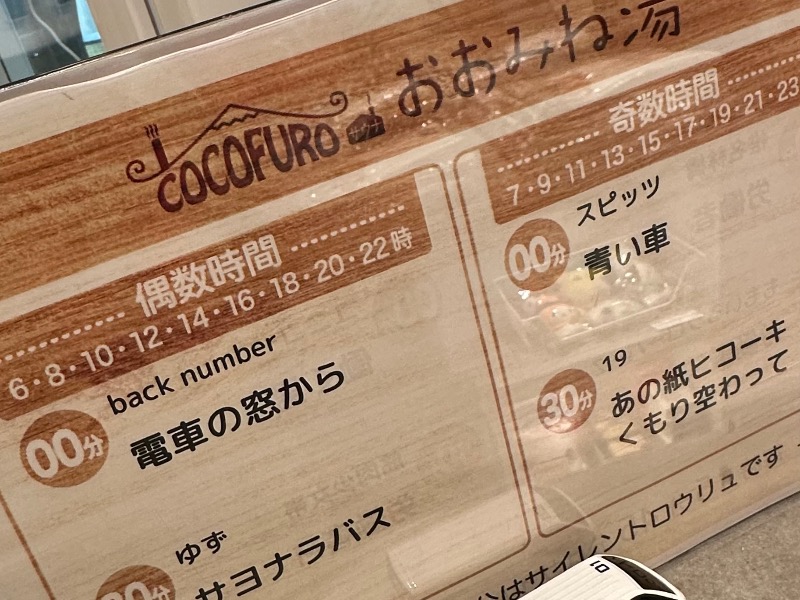 COCOFURO おおみね湯
偶数時間
6・8・10・12・14・16・18・20・22時
00分
back number
電車の窓から
30分
ゆず
サヨナラバス
奇数時間
7・9・11・13・15・17・19・21・23
00分
スピッツ
青い車
30分
19
あの紙ヒコーキ
くもり空わって
分はサイレントロウリュです